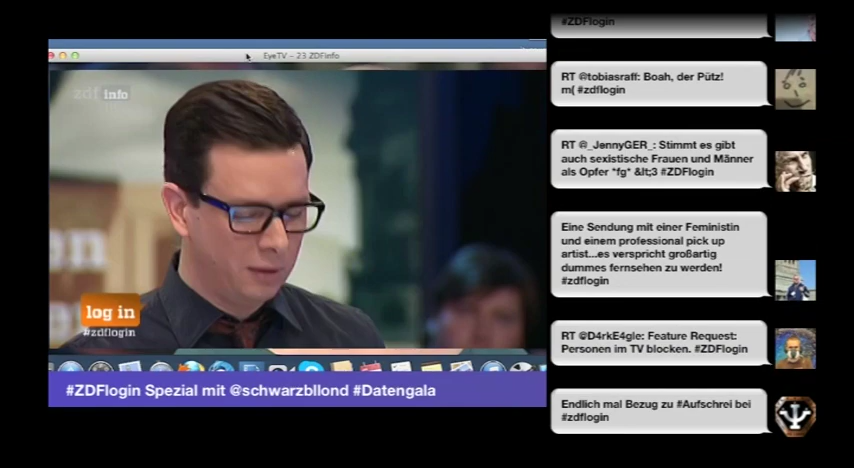 EyeTV – 23 ZDFinfo
zdf info
log in
#zdflogin
#ZDFlogin Spezial mit @schwarzbllond #Datengala
#ZDFlogin
RT @tobiasraff: Boah, der Pütz!
m( #zdflogin
RT @_JennyGER_: Stimmt es gibt
auch sexistische Frauen und Männer
als Opfer *fg* &lt;3 #ZDFlogin
Eine Sendung mit einer Feministin
und einem professional pick up
artist...es verspricht großartig
dummes fernsehen zu werden!
#zdflogin
RT @D4rkE4gle: Feature Request:
Personen im TV blocken. #ZDFlogin
Endlich mal Bezug zu #Aufschrei bei
#zdflogin